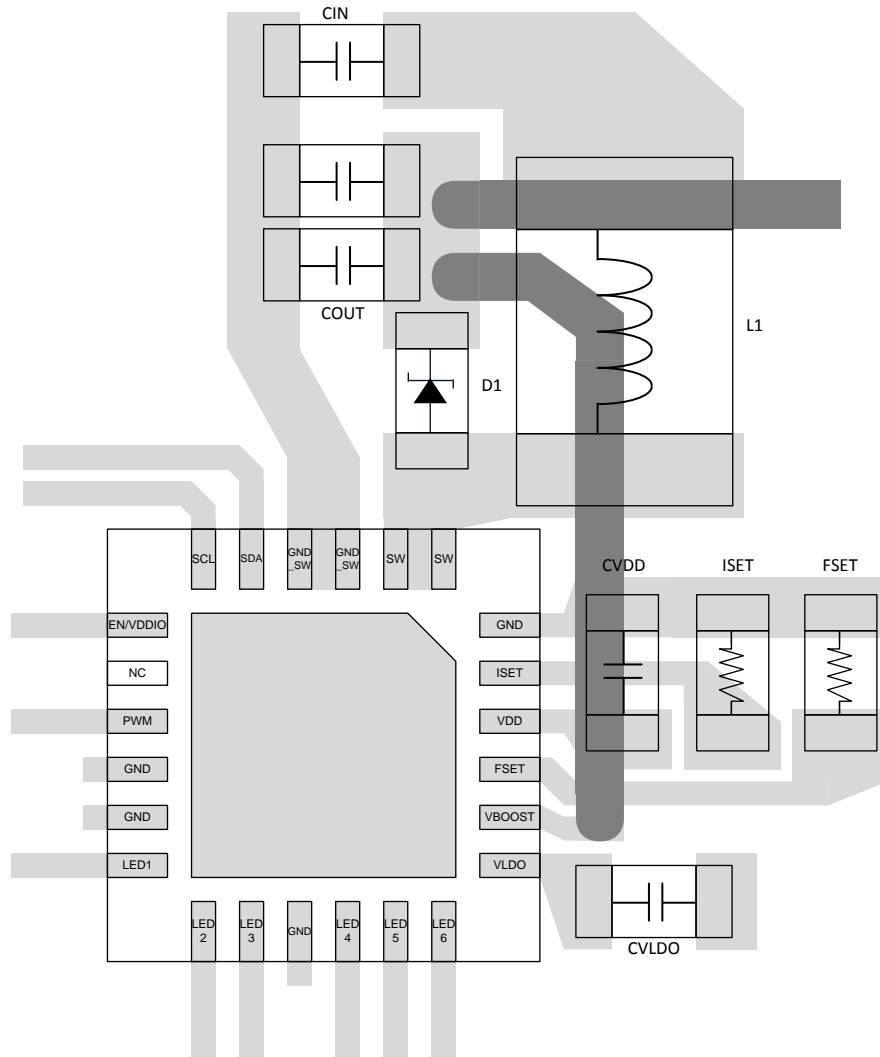 CIN
COUT
L1
D1
SCL
SDA
GND
_SW
GND
_SW
SW
SW
CVDD
ISET
FSET
EN/VDDIO
GND
NC
ISET
PWM
VDD
GND
FSET
GND
VBOOST
LED1
VLDO
LED
2
LED
3
GND
LED
4
LED
5
LED
6
CVLDO